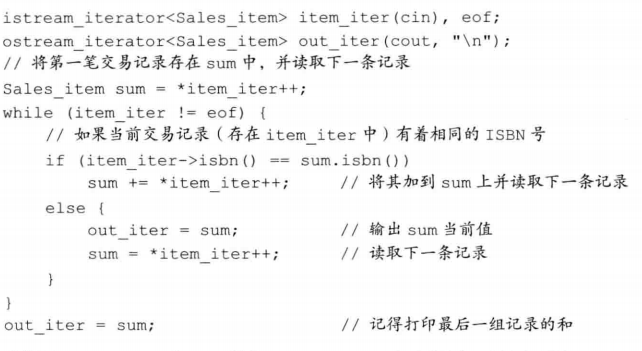 istream_iterator<Sales_item> item_iter(cin), eof;
ostream_iterator<Sales_item> out_iter(cout, "\n");
// 将第一笔交易记录存在 sum 中，并读取下一条记录
Sales_item sum = *item_iter++;
while (item_iter != eof) {
    // 如果当前交易记录（存在 item_iter 中）有着相同的 ISBN 号
    if (item_iter->isbn() == sum.isbn())
        sum += *item_iter++;      // 将其加到 sum 上并读取下一条记录
    else {
        out_iter = sum;           // 输出 sum 当前值
        sum = *item_iter++;       // 读取下一条记录
    }
}
out_iter = sum;                   // 记得打印最后一组记录的和